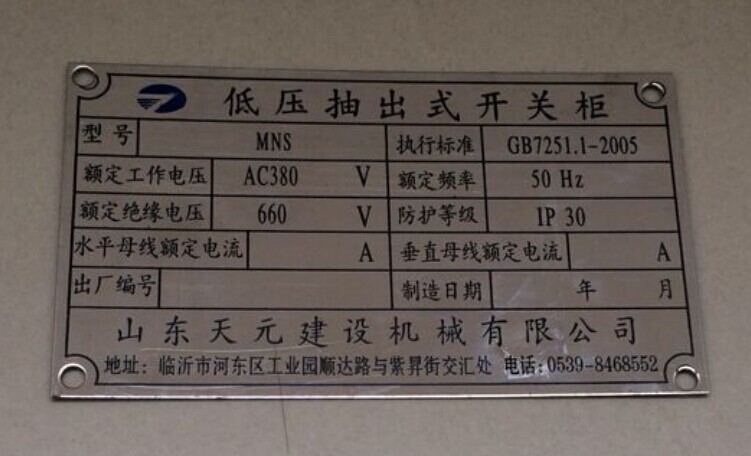 低压抽出式开关柜
型号 MNS 执行标准 GB7251.1-2005
额定工作电压 AC380 V 额定频率 50 Hz
额定绝缘电压 660 V 防护等级 IP 30
水平母线额定电流 A 垂直母线额定电流 A
出厂编号 制造日期 年 月
山东天元建设机械有限公司
地址: 临沂市河东区工业园顺达路与紫昇街交汇处 电话:0539-8468552